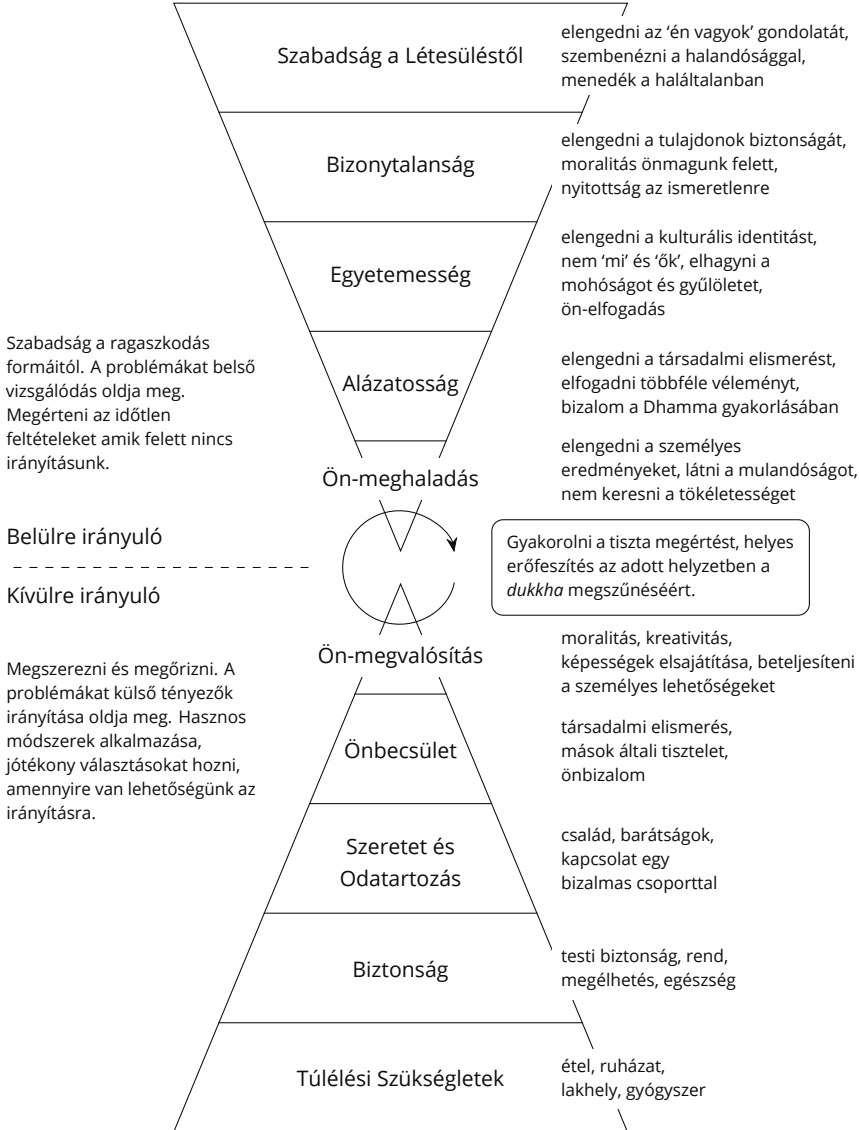 Szabadság a Létesüléstől
elengedni az ‘én vagyok’ gondolatát,
szembenézni a halandósággal,
menedék a haláltalanban
Bizonytalanság
elengedni a tulajdonok biztonságát,
moralitás önmagunk felett,
nyitottság az ismeretlenre
Egyetemesség
elengedni a kulturális identitást,
nem ‘mi’ és ‘ők’, elhagyni a
mohóságot és gyűlöletet,
ön-elfogadás
Szabadság a ragaszkodás
formáitól. A problémákat belső
vizsgálódás oldja meg.
Megérteni az időtlen
feltételeket amik felett nincs
irányításunk.
Alázatosság
elengedni a társadalmi elismerést,
elfogadni többféle véleményt,
bizalom a Dhamma gyakorlásában
Ön-meghaladás
elengedni a személyes
eredményeket, látni a mulandóságot,
nem keresni a tökéletességet
Belülre irányuló
Kívülre irányuló
Gyakorolni a tiszta megértést, helyes
erőfeszítés az adott helyzetben a
dukkha megszűnéséért.
Ön-megvalósítás
moralitás, kreativitás,
képességek elsajátítása, beteljesíteni
a személyes lehetőségeket
Megszerezni és megőrizni. A
problémákat külső tényezők
irányítása oldja meg. Hasznos
módszerek alkalmazása,
jótékony választásokat hozni,
amennyire van lehetőségünk az
irányításra.
Önbecsület
társadalmi elismerés,
mások általi tisztelet,
önbizalom
Szeretet és
Odatartozás
család, barátságok,
kapcsolat egy
bizalmas csoporttal
Biztonság
testi biztonság, rend,
megélhetés, egészség
Túlélési Szükségletek
étel, ruházat,
lakhely, gyógyszer